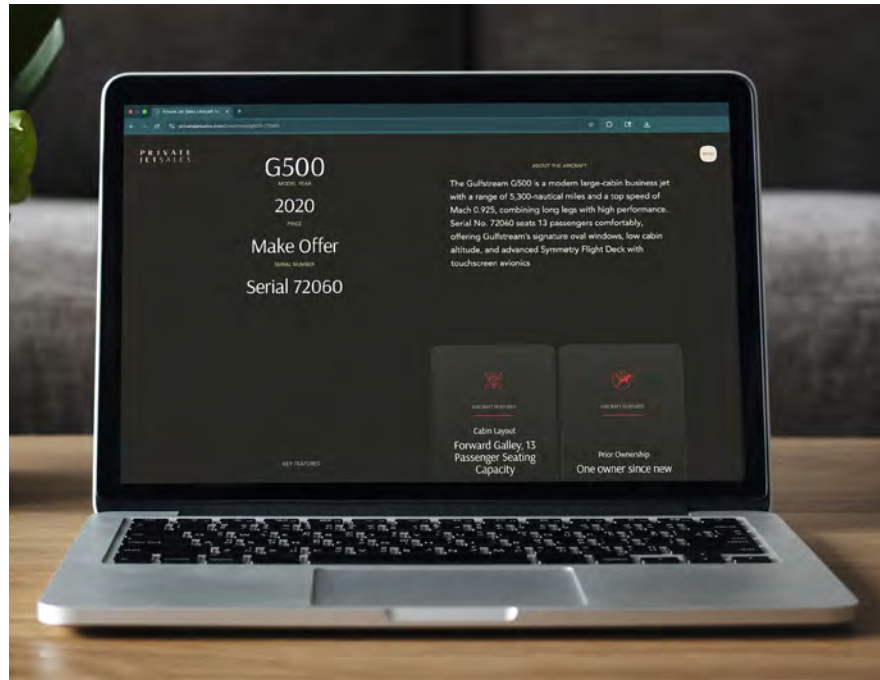 PRIVATE
JETSALES
G500
MODEL YEAR
2020
PRICE
Make Offer
SERIAL NUMBER
Serial 72060
ABOUT THE AIRCRAFT
The Gulfstream G500 is a modern large-cabin business jet
with a range of 5,300-nautical miles and a top speed of
Mach 0.925, combining long legs with high performance.
Serial No. 72060 seats 13 passengers comfortably,
offering Gulfstream's signature oval windows, low cabin
altitude, and advanced Symmetry Flight Deck with
touchscreen avionics
KEY FEATURES
AIRCRAFT FEATURES
Cabin Layout
Forward Galley, 13
Passenger Seating
Capacity
AIRCRAFT FEATURES
Prior Ownership
One owner since new